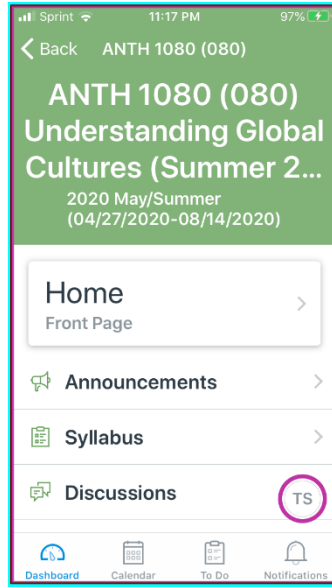 Sprint 11:17 PM 97%
Back ANTH 1080 (080)
ANTH 1080 (080)
Understanding Global
Cultures (Summer 2...
2020 May/Summer
(04/27/2020-08/14/2020)
Home
Front Page
Announcements
Syllabus
Discussions
TS
Dashboard Calendar To Do Notifications